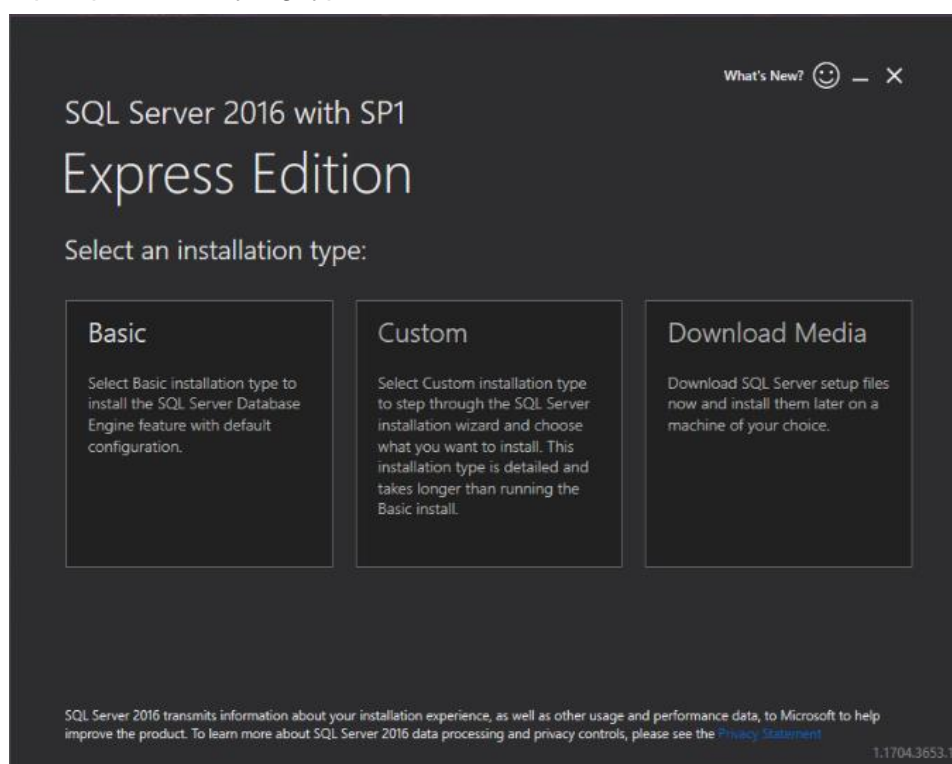 What's New?
SQL Server 2016 with SP1
Express Edition
Select an installation type:
Basic
Select Basic installation type to
install the SQL Server Database
Engine feature with default
configuration.
Custom
Select Custom installation type
to step through the SQL Server
installation wizard and choose
what you want to install. This
installation type is detailed and
takes longer than running the
Basic install.
Download Media
Download SQL Server setup files
now and install them later on a
machine of your choice.
SQL Server 2016 transmits information about your installation experience, as well as other usage and performance data, to Microsoft to help
improve the product. To learn more about SQL Server 2016 data processing and privacy controls, please see the Privacy Statement
1.1704.3653.1